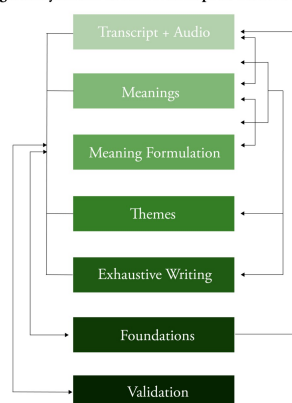 Transcript + Audio
Meanings
Meaning Formulation
Themes
Exhaustive Writing
Foundations
Validation